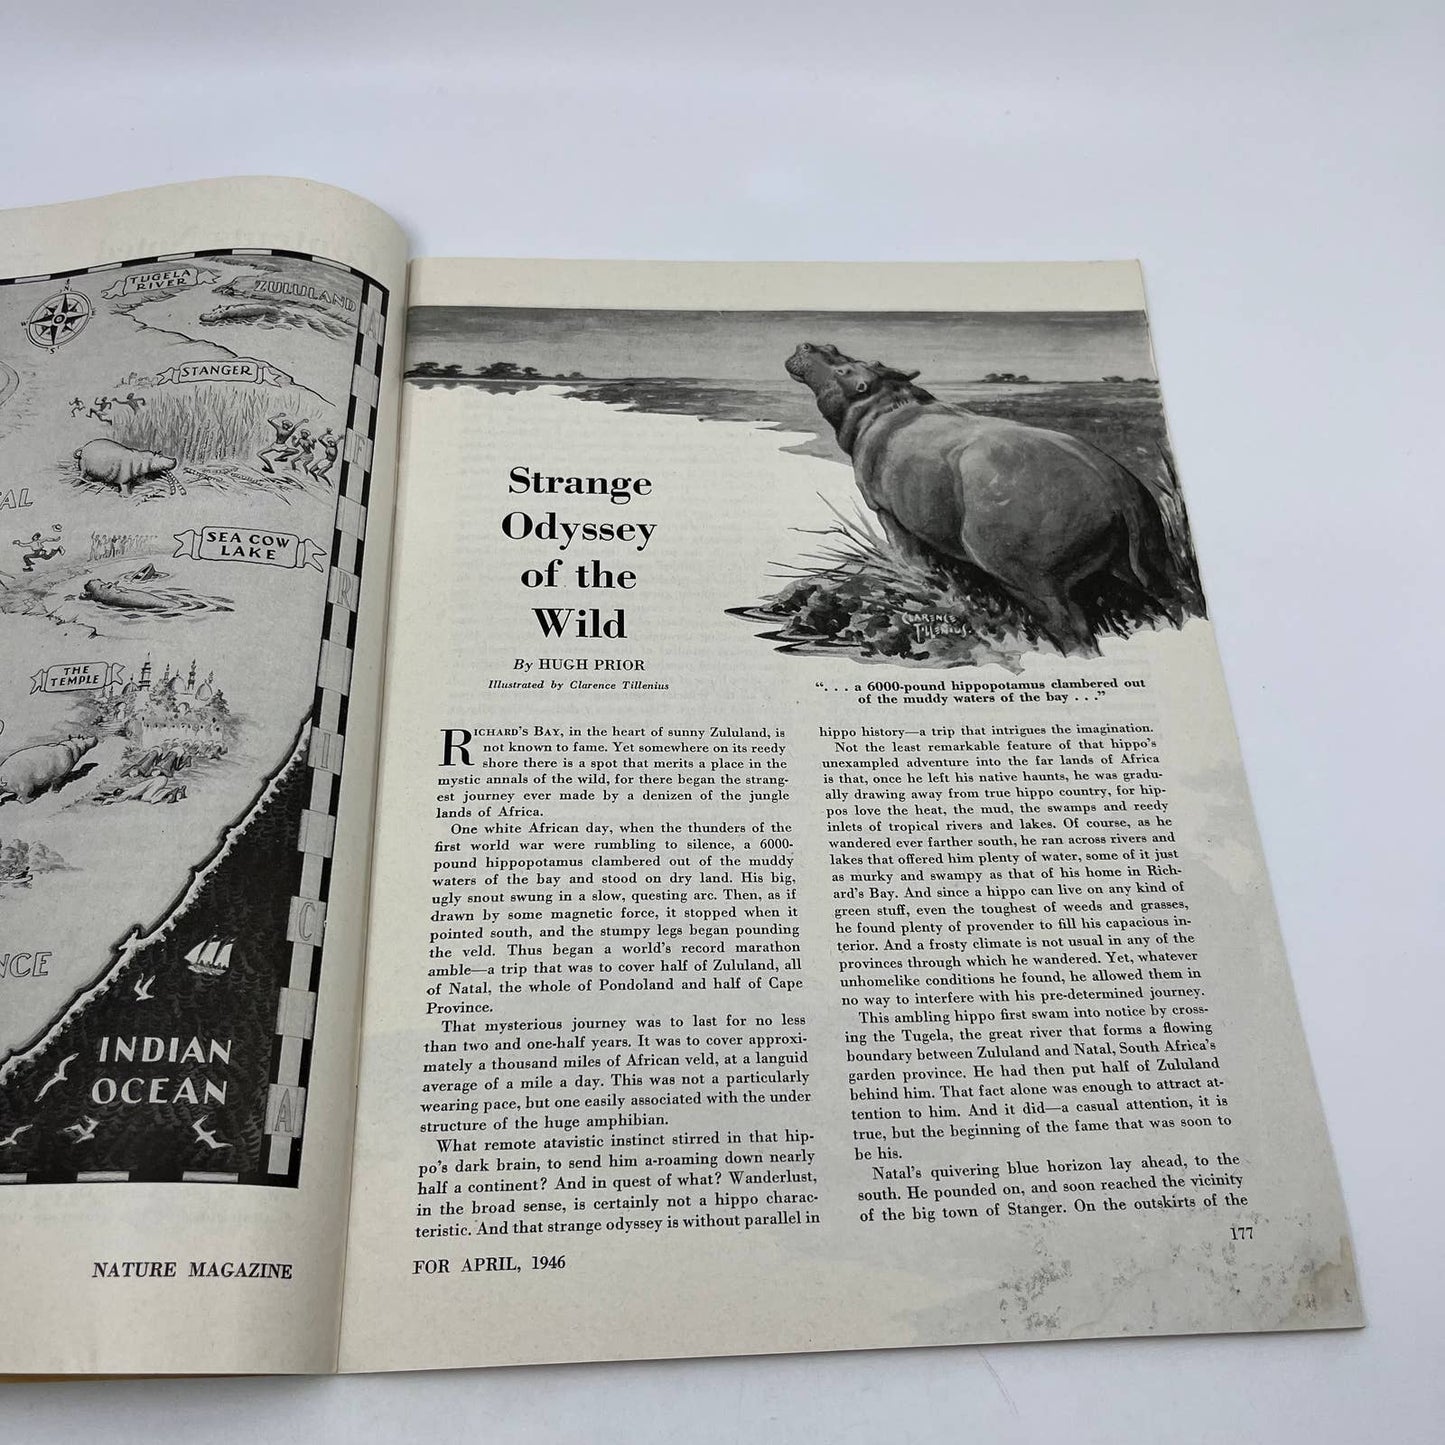 TUGELA
RIVER
ZULULAND
N
W
E
S
STANGER
SEA COW
LAKE
THE
TEMPLE
INDIAN
OCEAN
AFRICA
NATURE MAGAZINE
Strange
Odyssey
of the
Wild
By HUGH PRIOR
Illustrated by Clarence Tillenius
CLARENCE
TILLENIUS.
“. . . a 6000-pound hippopotamus clambered out
of the muddy waters of the bay . . .”
RICHARD’S BAY, in the heart of sunny Zululand, is
not known to fame. Yet somewhere on its reedy
shore there is a spot that merits a place in the
mystic annals of the wild, for there began the strang-
est journey ever made by a denizen of the jungle
lands of Africa.
One white African day, when the thunders of the
first world war were rumbling to silence, a 6000-
pound hippopotamus clambered out of the muddy
waters of the bay and stood on dry land. His big,
ugly snout swung in a slow, questing arc. Then, as if
drawn by some magnetic force, it stopped when it
pointed south, and the stumpy legs began pounding
the veld. Thus began a world’s record marathon
amble—a trip that was to cover half of Zululand, all
of Natal, the whole of Pondoland and half of Cape
Province.
That mysterious journey was to last for no less
than two and one-half years. It was to cover approxi-
mately a thousand miles of African veld, at a languid
average of a mile a day. This was not a particularly
wearing pace, but one easily associated with the under
structure of the huge amphibian.
What remote atavistic instinct stirred in that hip-
po’s dark brain, to send him a-roaming down nearly
half a continent? And in quest of what? Wanderlust,
in the broad sense, is certainly not a hippo charac-
teristic. And that strange odyssey is without parallel in
hippo history—a trip that intrigues the imagination.
Not the least remarkable feature of that hippo’s
unexampled adventure into the far lands of Africa
is that, once he left his native haunts, he was gradu-
ally drawing away from true hippo country, for hip-
pos love the heat, the mud, the swamps and reedy
inlets of tropical rivers and lakes. Of course, as he
wandered ever farther south, he ran across rivers and
lakes that offered him plenty of water, some of it just
as murky and swampy as that of his home in Rich-
ard’s Bay. And since a hippo can live on any kind of
green stuff, even the toughest of weeds and grasses,
he found plenty of provender to fill his capacious in-
terior. And a frosty climate is not usual in any of the
provinces through which he wandered. Yet, whatever
unhomelike conditions he found, he allowed them in
no way to interfere with his pre-determined journey.
This ambling hippo first swam into notice by cross-
ing the Tugela, the great river that forms a flowing
boundary between Zululand and Natal, South Africa’s
garden province. He had then put half of Zululand
behind him. That fact alone was enough to attract at-
tention to him. And it did—a casual attention, it is
true, but the beginning of the fame that was soon to
be his.
Natal’s quivering blue horizon lay ahead, to the
south. He pounded on, and soon reached the vicinity
of the big town of Stanger. On the outskirts of the
FOR APRIL, 1946
177